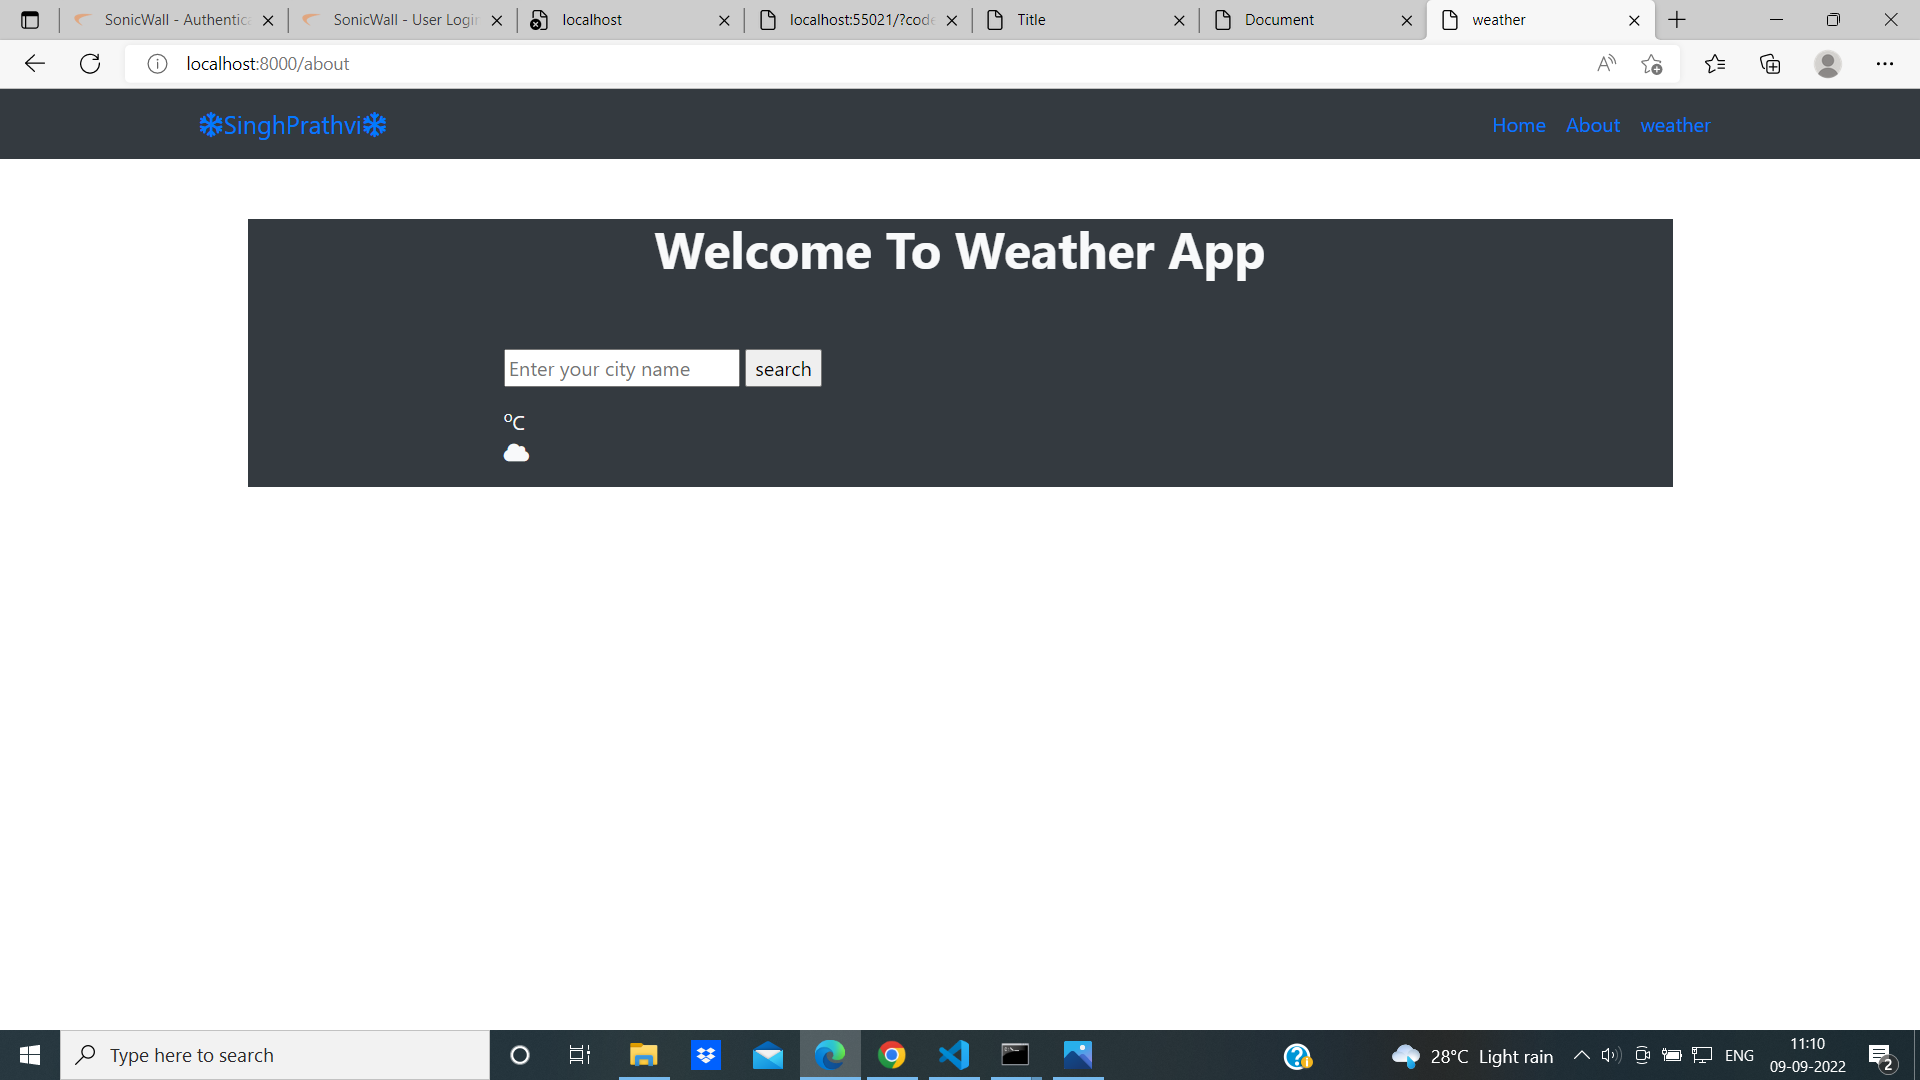 SonicWall - Authentica
SonicWall - User Login
localhost
localhost:55021/?code
Title
Document
weather
localhost:8000/about
SinghPrathvi
Home About weather
Welcome To Weather App
Enter your city name search
°C
Type here to search
28°C Light rain
ENG
11:10
09-09-2022
2